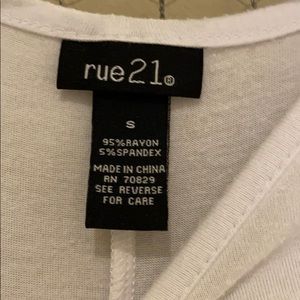 rue21®
S
95%RAYON
5%SPANDEX
MADE IN CHINA
RN 70829
SEE REVERSE
FOR CARE